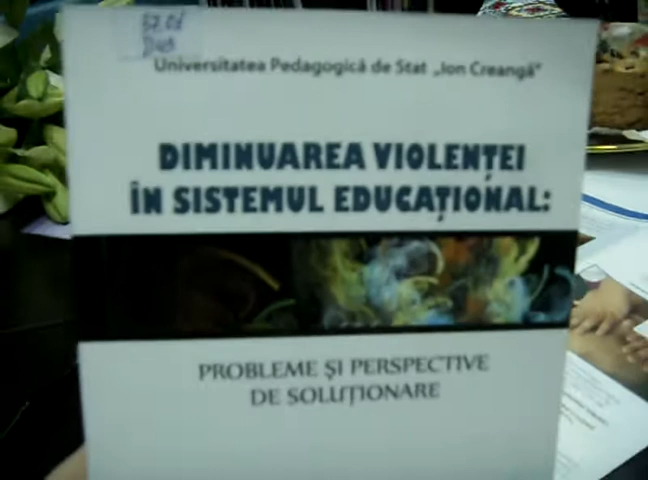 Universitatea Pedagogică de Stat „Ion Creangă”
DIMINUAREA VIOLENȚEI
ÎN SISTEMUL EDUCAȚIONAL:
PROBLEME ȘI PERSPECTIVE
DE SOLUȚIONARE